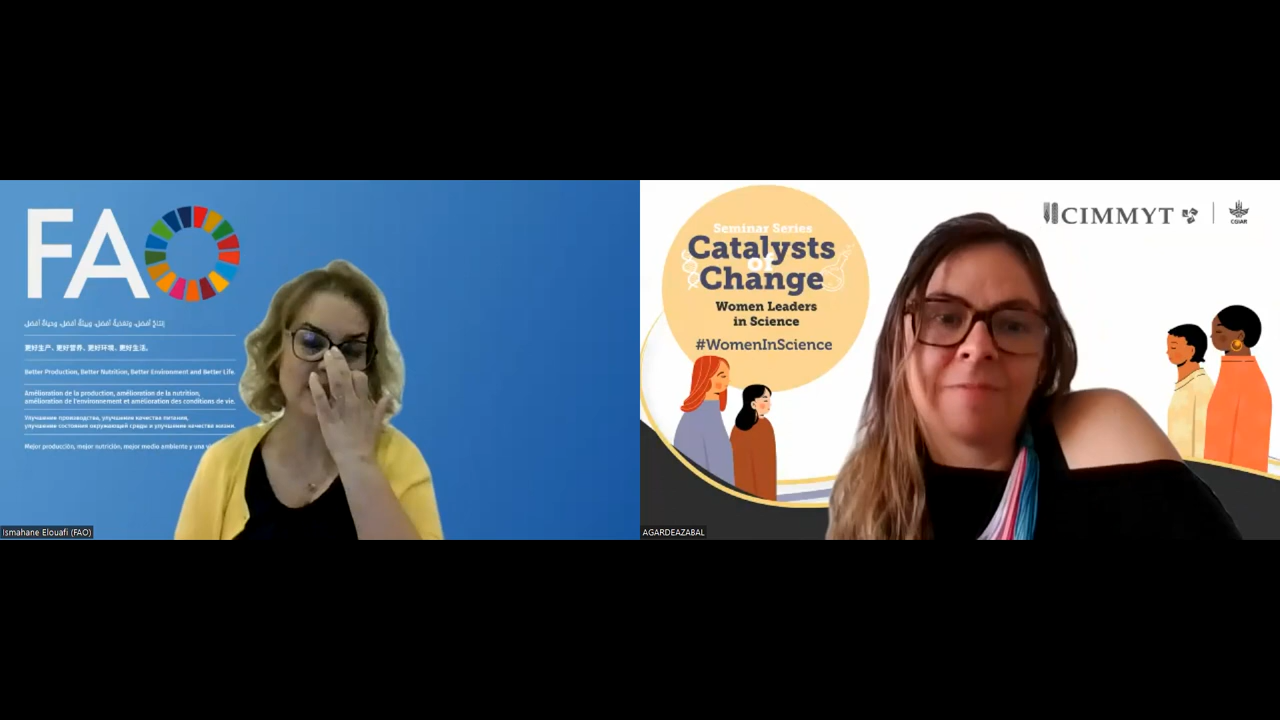 FAO
إنتاجٌ أفضل، وتغذيةٌ أفضل، وبيئةٌ أفضل، وحياةٌ أفضل.
更好生产、更好营养、更好环境、更好生活。
Better Production, Better Nutrition, Better Environment and Better Life.
Amélioration de la production, amélioration de la nutrition,
amélioration de l'environnement et amélioration des conditions de vie.
Улучшение производства, улучшение качества питания,
улучшение состояния окружающей среды и улучшение качества жизни.
Mejor producción, mejor nutrición, mejor medio ambiente y una
Ismahane Elouafi (FAO)
Seminar Series
Catalysts
of
Change
Women Leaders
in Science
#WomenInScience
CIMMYT
CGIAR
AGARDEAZABAL